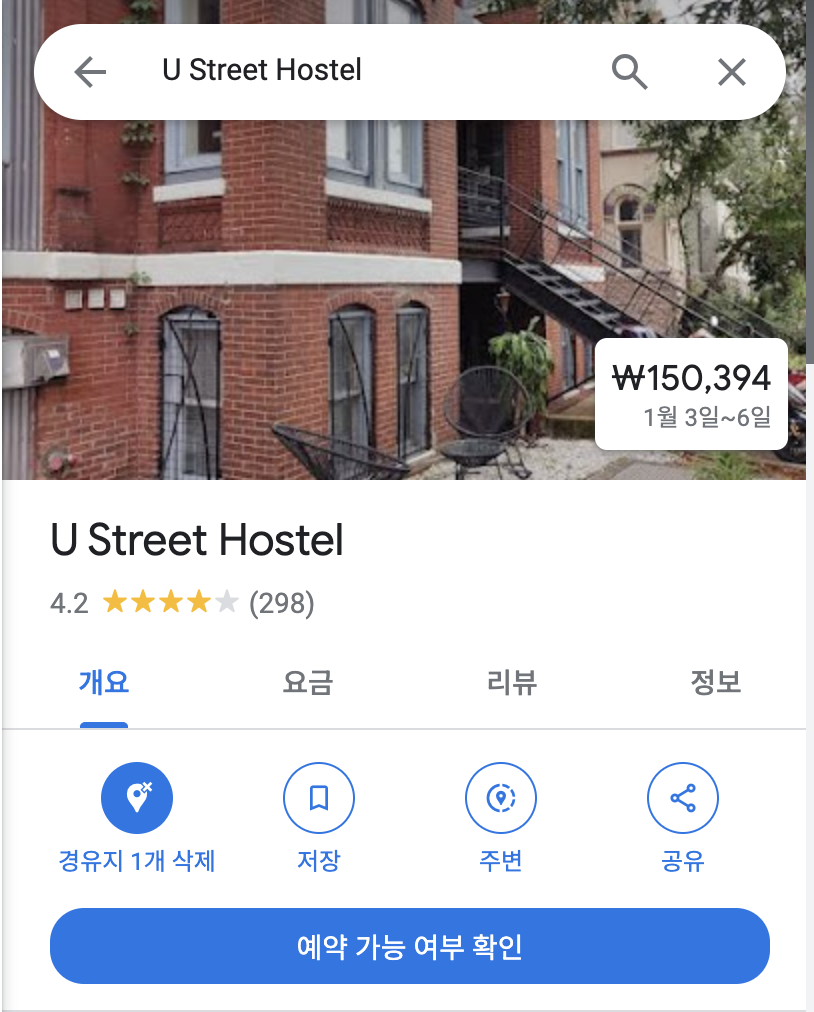 U Street Hostel
₩150,394
1월 3일~6일
U Street Hostel
4.2 (298)
개요 요금 리뷰 정보
경유지 1개 삭제 저장 주변 공유
예약 가능 여부 확인